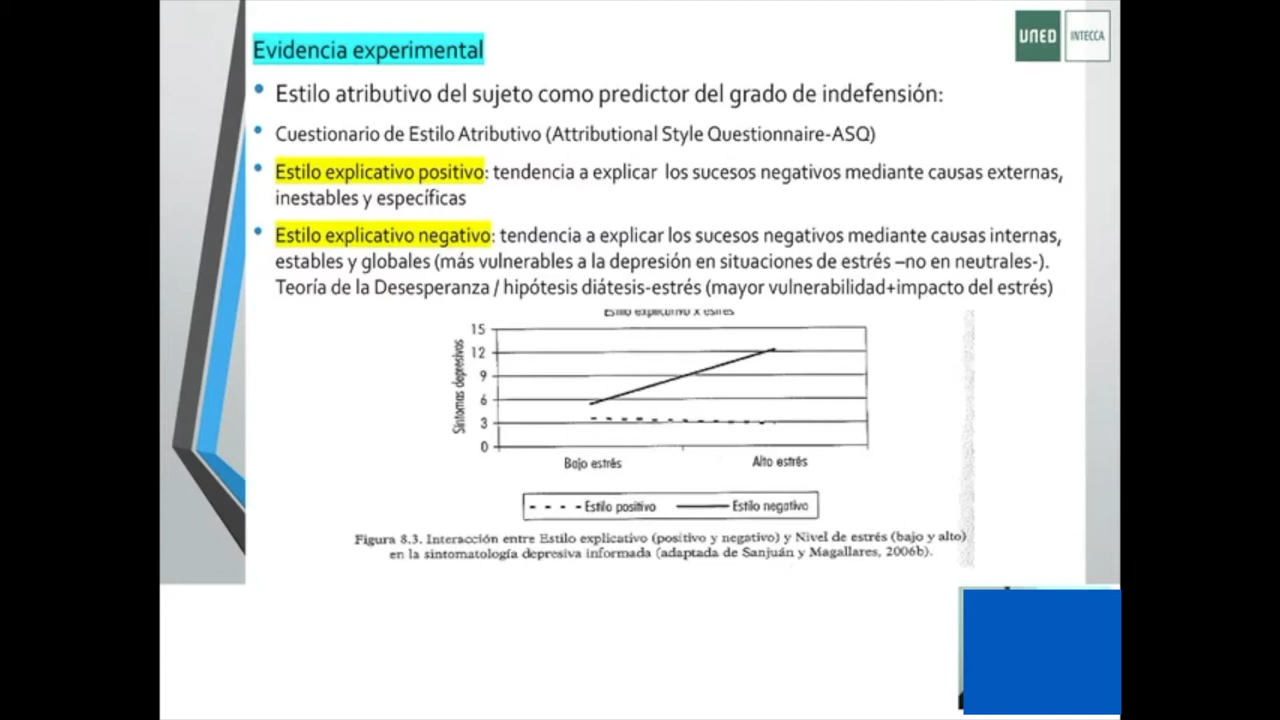 UNED INTECCA
Evidencia experimental
• Estilo atributivo del sujeto como predictor del grado de indefensión:
• Cuestionario de Estilo Atributivo (Attributional Style Questionnaire-ASQ)
• Estilo explicativo positivo: tendencia a explicar los sucesos negativos mediante causas externas,
inestables y específicas
• Estilo explicativo negativo: tendencia a explicar los sucesos negativos mediante causas internas,
estables y globales (más vulnerables a la depresión en situaciones de estrés –no en neutrales-).
Teoría de la Desesperanza / hipótesis diátesis-estrés (mayor vulnerabilidad+impacto del estrés)
Estilo explicativo x estrés
Síntomas depresivos
15
12
9
6
3
0
Bajo estrés Alto estrés
Estilo positivo Estilo negativo
Figura 8.3. Interacción entre Estilo explicativo (positivo y negativo) y Nivel de estrés (bajo y alto)
en la sintomatología depresiva informada (adaptada de Sanjuán y Magallares, 2006b).